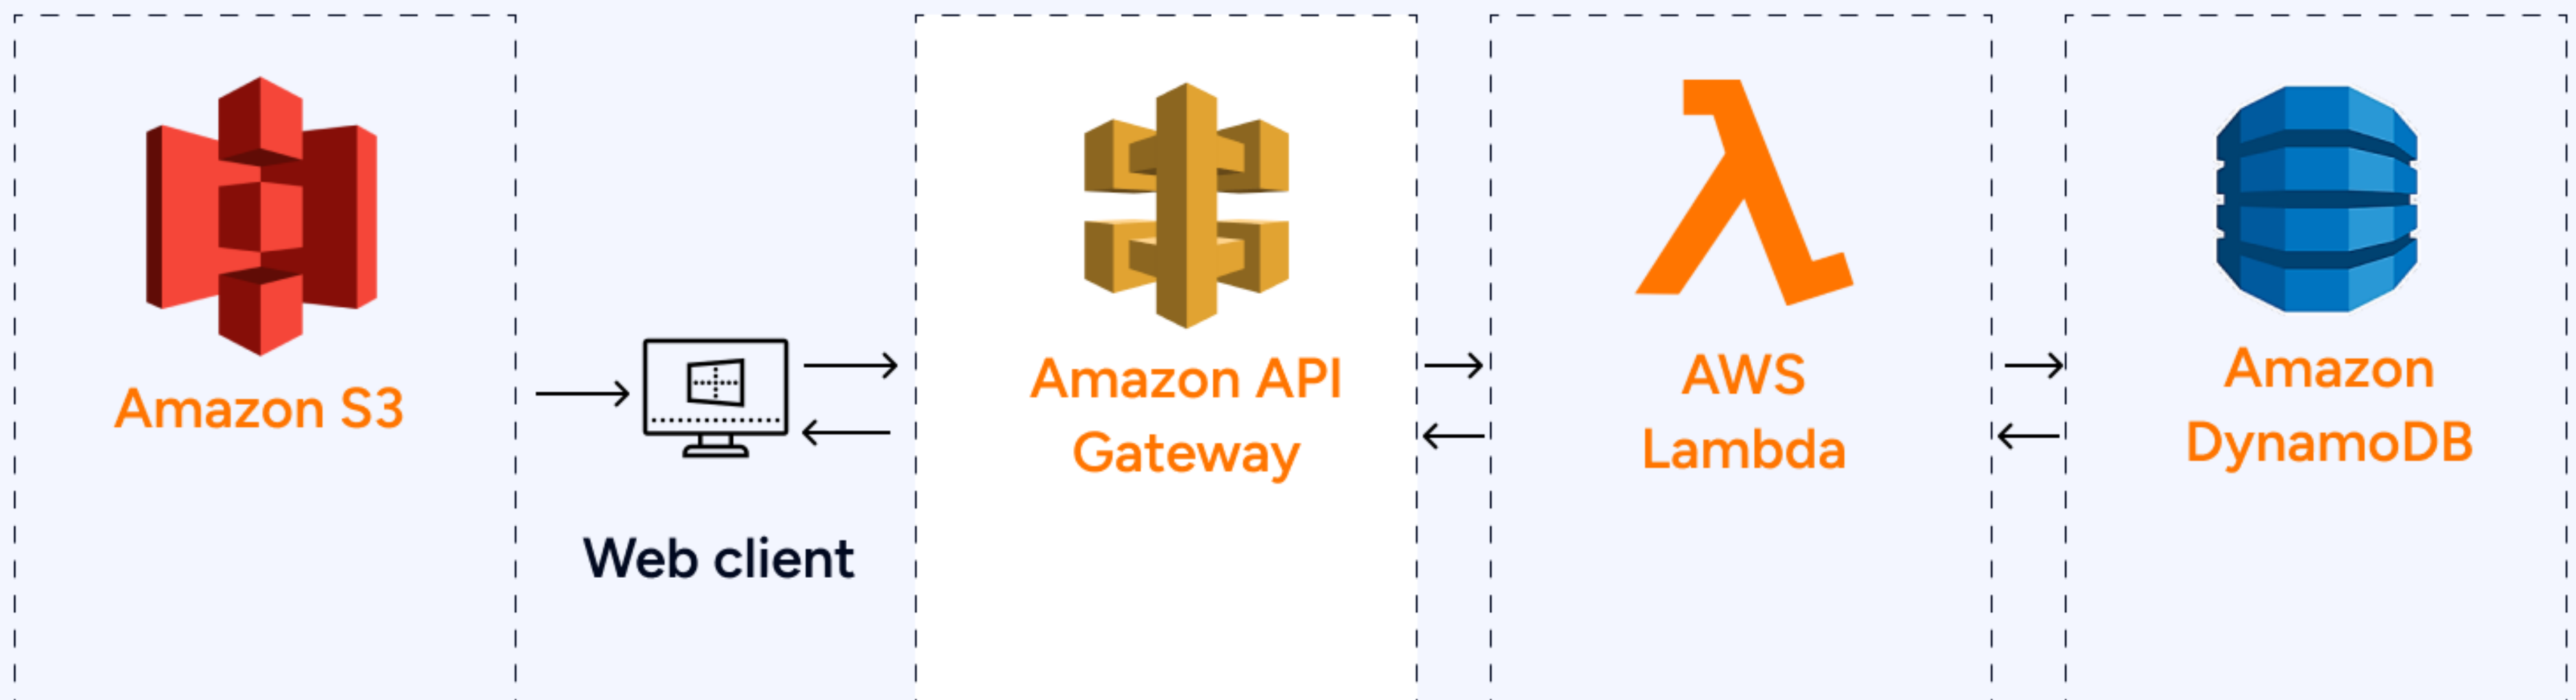 Amazon S3
Web client
Amazon API
Gateway
AWS
Lambda
Amazon
DynamoDB